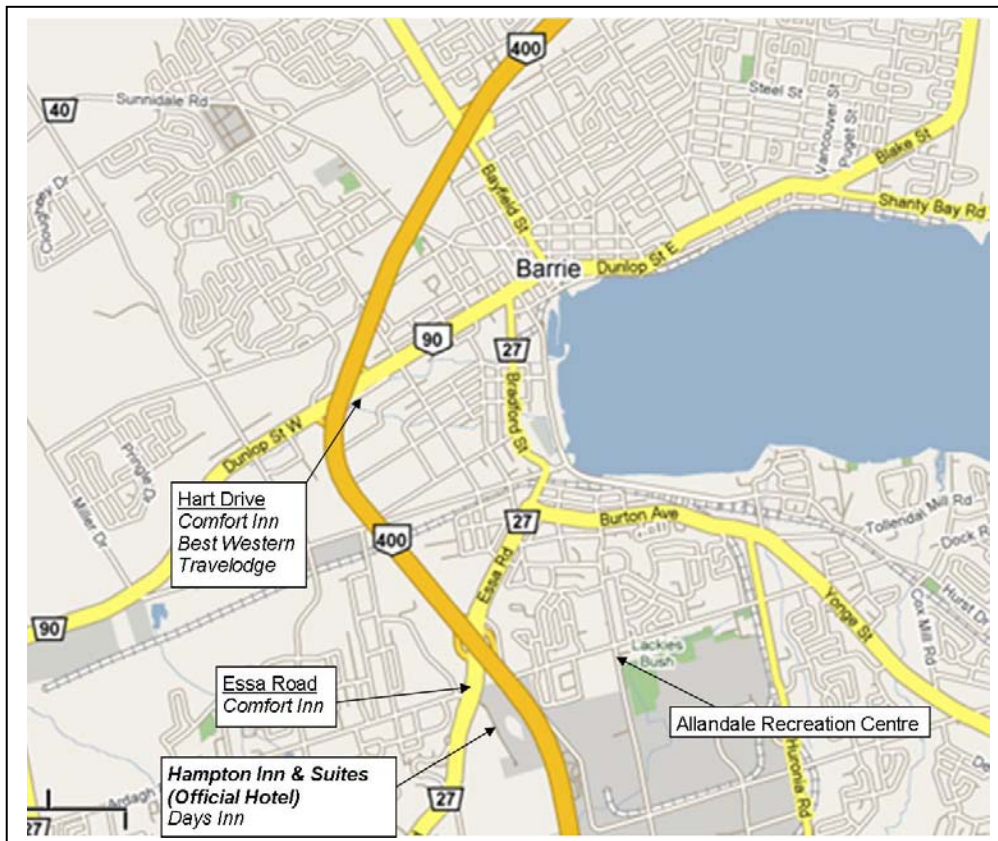 400
40
Sunnidale Rd
Steel St
Vancouver St
Puget St
Blake St
Cloughley Dr
Bayfield St
Shanty Bay Rd
Barrie
Dunlop St E
90
27
Bradford St
Dunlop St W
Pringle Dr
Miller Dr
Hart Drive
Comfort Inn
Best Western
Travelodge
400
27
Burton Ave
Tollendal Mill Rd
Dock R
Essa Rd
Hurst Dr
Yonge St
Cox Mill Rd
90
Lackies
Bush
Essa Road
Comfort Inn
Allandale Recreation Centre
Huronia Rd
De
Hampton Inn & Suites
(Official Hotel)
Days Inn
27
Ardagh
27